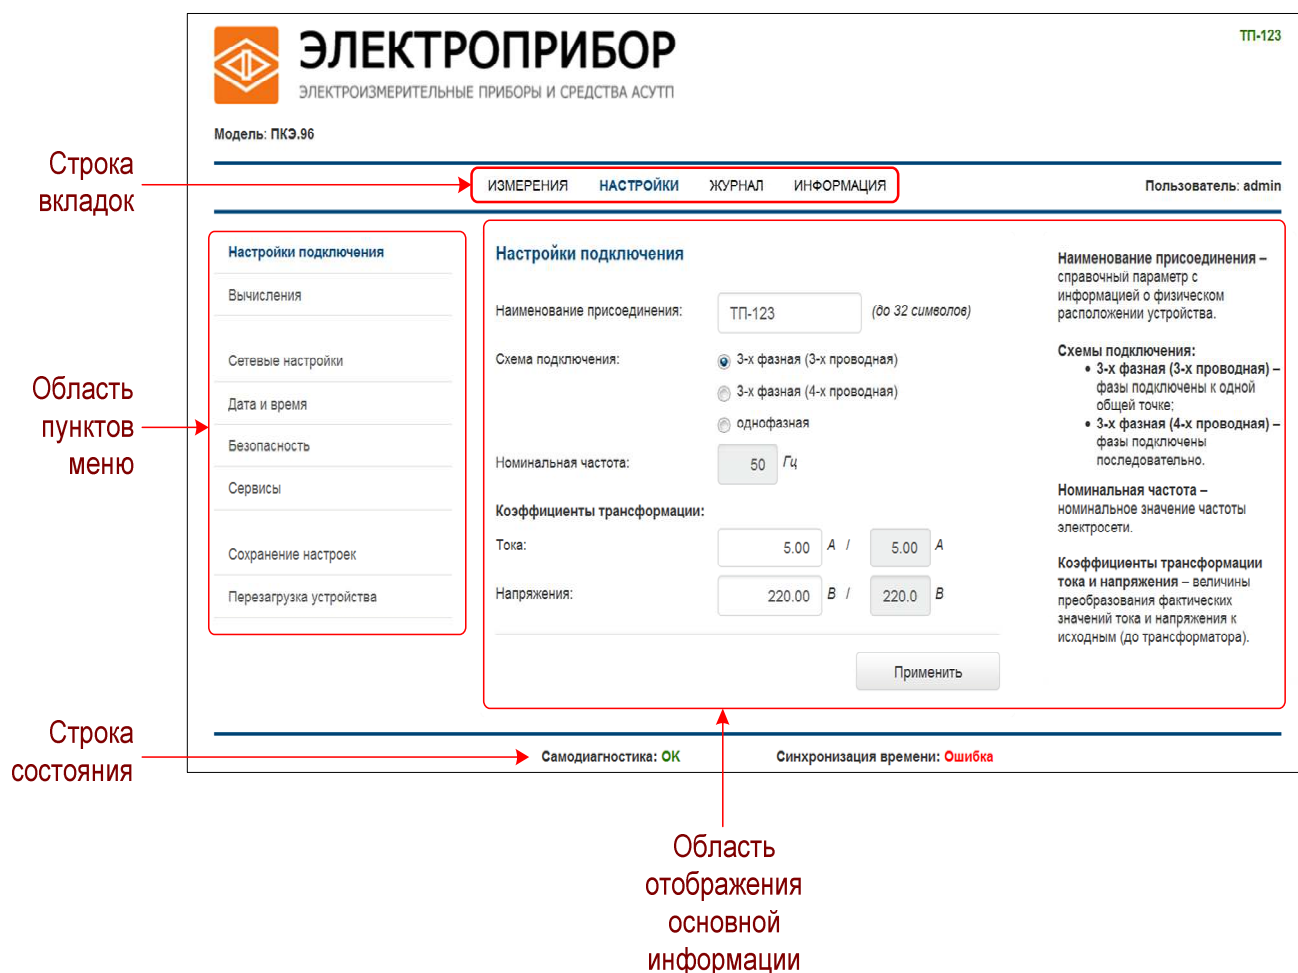 ЭЛЕКТРОПРИБОР
ЭЛЕКТРОИЗМЕРИТЕЛЬНЫЕ ПРИБОРЫ И СРЕДСТВА АСУТП
ТП-123
Модель: ПКЭ.96
Строка
вкладок
ИЗМЕРЕНИЯ НАСТРОЙКИ ЖУРНАЛ ИНФОРМАЦИЯ
Пользователь: admin
Область
пунктов
меню
Настройки подключения
Вычисления
Сетевые настройки
Дата и время
Безопасность
Сервисы
Сохранение настроек
Перезагрузка устройства
Настройки подключения
Наименование присоединения: ТП-123 (до 32 символов)
Схема подключения: 3-х фазная (3-х проводная)
3-х фазная (4-х проводная)
однофазная
Номинальная частота: 50 Гц
Коэффициенты трансформации:
Тока: 5.00 А / 5.00 А
Напряжения: 220.00 В / 220.0 В
Применить
Наименование присоединения –
справочный параметр с
информацией о физическом
расположении устройства.
Схемы подключения:
• 3-х фазная (3-х проводная) –
фазы подключены к одной
общей точке;
• 3-х фазная (4-х проводная) –
фазы подключены
последовательно.
Номинальная частота –
номинальное значение частоты
электросети.
Коэффициенты трансформации
тока и напряжения – величины
преобразования фактических
значений тока и напряжения к
исходным (до трансформатора).
Строка
состояния
Самодиагностика: ОК
Синхронизация времени: Ошибка
Область
отображения
основной
информации